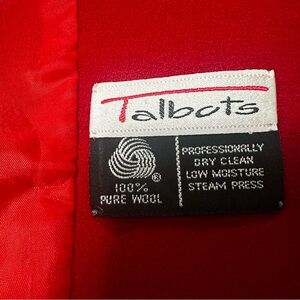 Talbots
®
100%
PURE WOOL
PROFESSIONALLY
DRY CLEAN
LOW MOISTURE
STEAM PRESS